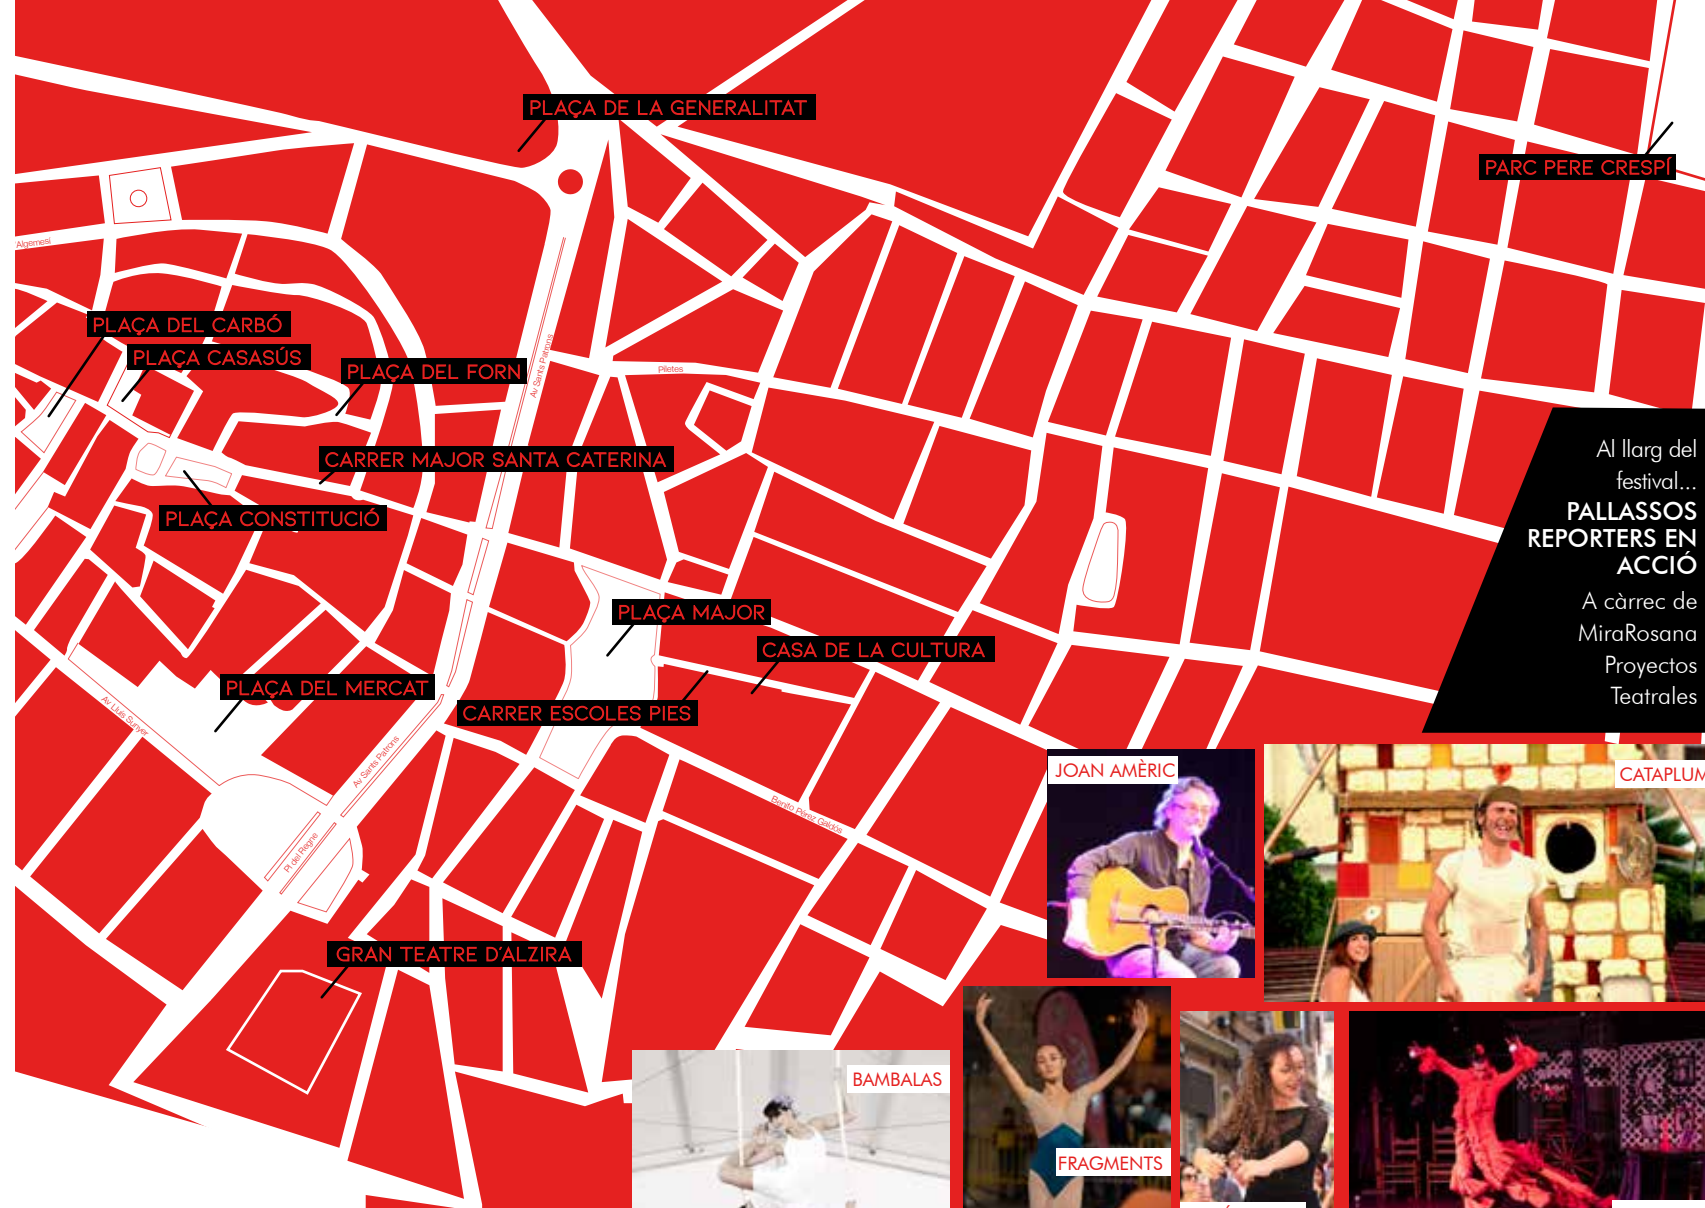 PLAÇA DE LA GENERALITAT
PARC PERE CRESPÍ
Algemesí
PLAÇA DEL CARBÓ
PLAÇA CASASÚS
PLAÇA DEL FORN
Av Sants Patrons
Piletes
CARRER MAJOR SANTA CATERINA
PLAÇA CONSTITUCIÓ
Al llarg del
festival...
PALLASSOS
REPORTERS EN
ACCIÓ
A càrrec de
MiraRosana
Proyectos
Teatrales
PLAÇA MAJOR
CASA DE LA CULTURA
PLAÇA DEL MERCAT
CARRER ESCOLES PIES
Av Lluís Sunyer
Av Sants Patrons
Benito Pérez Galdós
Pl del Regne
JOAN AMÈRIC
CATAPLUM
GRAN TEATRE D'ALZIRA
BAMBALAS
FRAGMENTS